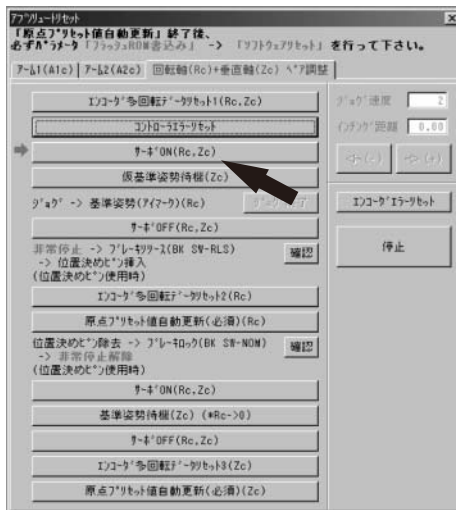 アブソリュートリセット
「原点プリセット値自動更新」終了後、
必ずパラメータ「フラッシュROM書込み」 -> 「ソフトウェアリセット」を行って下さい。
アーム1(A1c) アーム2(A2c) 回転軸(Rc)+垂直軸(Zc) ペア調整
エンコーダ多回転データリセット1(Rc,Zc)
コントローラエラーリセット
サーボON(Rc,Zc)
仮基準姿勢待機(Zc)
ジョグ -> 基準姿勢(アイマーク)(Rc)
サーボOFF(Rc,Zc)
非常停止 -> ブレーキリリース(BK SW-RLS)
-> 位置決めピン挿入
(位置決めピン使用時)
確認
エンコーダ多回転データリセット2(Rc)
原点プリセット値自動更新(必須)(Rc)
位置決めピン除去 -> ブレーキロック(BK SW-NOM)
-> 非常停止解除
(位置決めピン使用時)
確認
サーボON(Rc,Zc)
基準姿勢待機(Zc) (*Rc->0)
サーボOFF(Rc,Zc)
エンコーダ多回転データリセット3(Zc)
原点プリセット値自動更新(必須)(Zc)
ジョグ速度 2
インチング距離 0.00
<-(-) -> (+)
エンコーダエラーリセット
停止